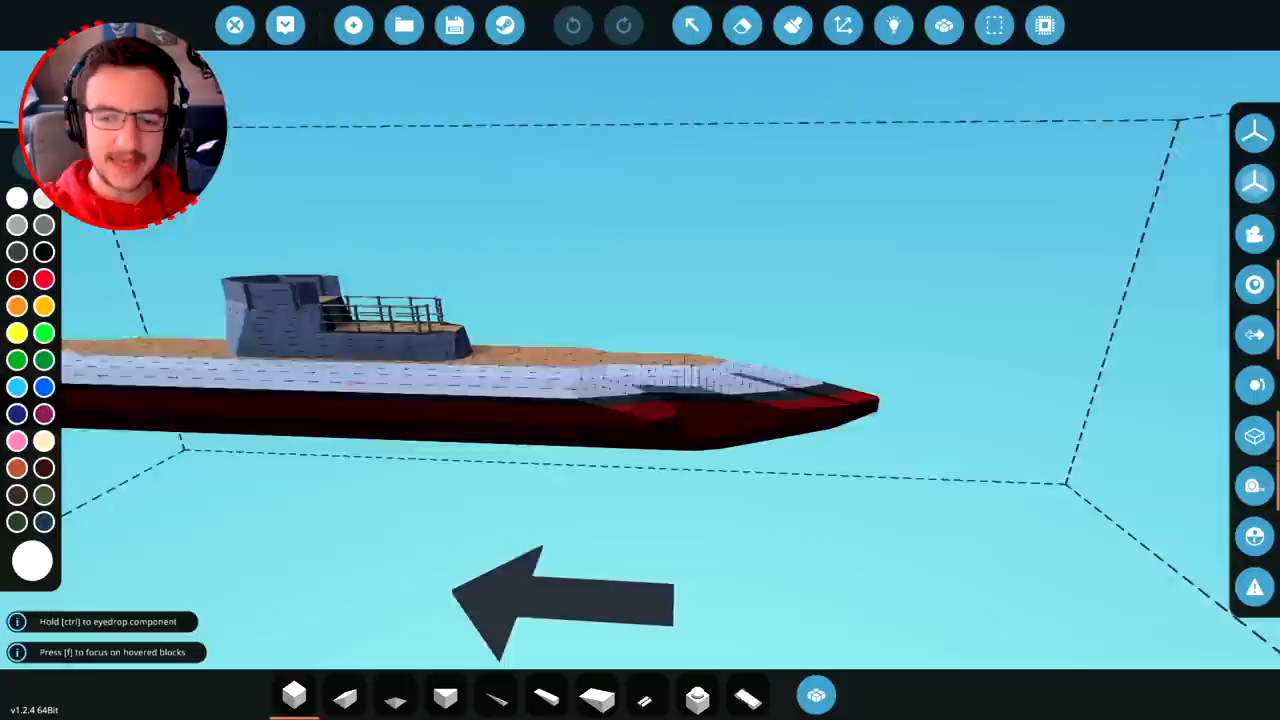 Hold [ctrl] to eyedrop component
Press [f] to focus on hovered blocks
v1.2.4 64Bit